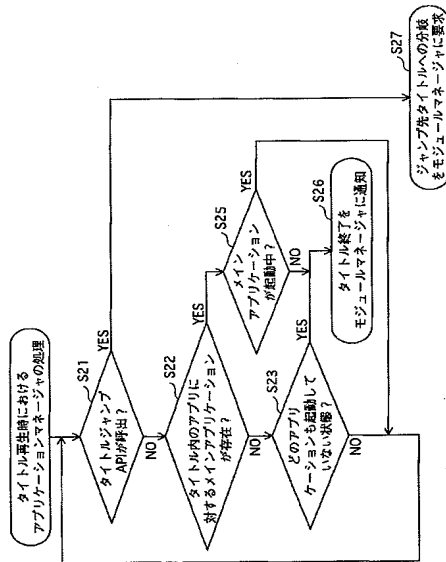 タイトル再生時における
アプリケーションマネージャの処理
S21
タイトルジャンプ
APIが呼出?
YES
NO
S22
タイトル内のアプリに
対するメインアプリケーション
が存在?
YES
NO
S25
メイン
アプリケーション
が起動中?
YES
NO
S23
どのアプリ
ケーションも起動して
いない状態?
YES
NO
S26
タイトル終了を
モジュールマネージャに通知
S27
ジャンプ先タイトルへの分岐
をモジュールマネージャに要求